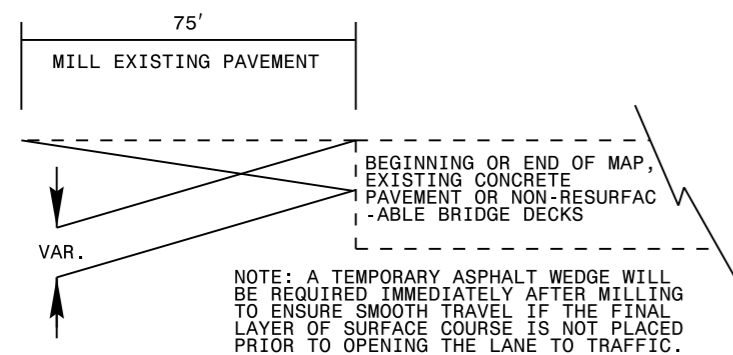 75'
MILL EXISTING PAVEMENT
BEGINNING OR END OF MAP,
EXISTING CONCRETE
PAVEMENT OR NON-RESURFAC
-ABLE BRIDGE DECKS
VAR.
NOTE: A TEMPORARY ASPHALT WEDGE WILL
BE REQUIRED IMMEDIATELY AFTER MILLING
TO ENSURE SMOOTH TRAVEL IF THE FINAL
LAYER OF SURFACE COURSE IS NOT PLACED
PRIOR TO OPENING THE LANE TO TRAFFIC.